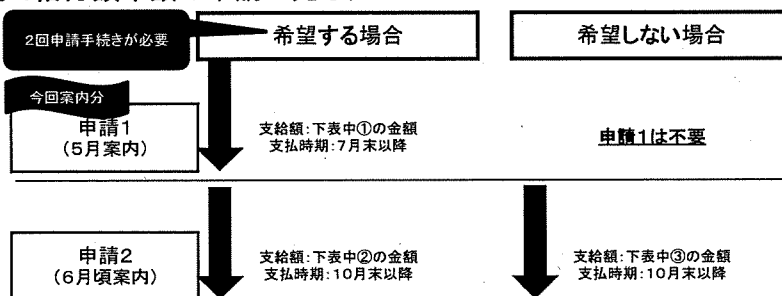 2回申請手続きが必要
希望する場合
希望しない場合
今回案内分
申請1
(5月案内)
支給額:下表中①の金額
支払時期:7月末以降
申請1は不要
申請2
(6月頃案内)
支給額:下表中②の金額
支払時期:10月末以降
支給額:下表中③の金額
支払時期:10月末以降